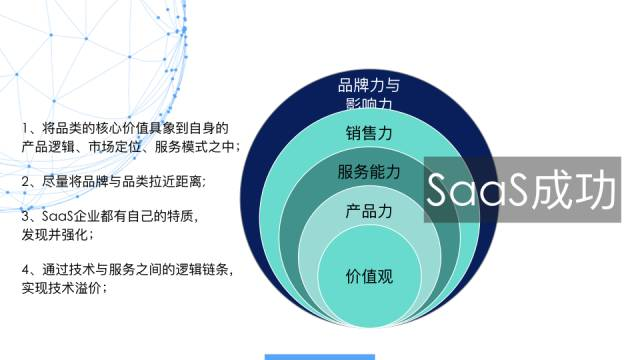 1、将品类的核心价值具象到自身的
产品逻辑、市场定位、服务模式之中；
2、尽量将品牌与品类拉近距离；
3、SaaS企业都有自己的特质，
发现并强化；
4、通过技术与服务之间的逻辑链条，
实现技术溢价；
品牌力与
影响力
销售力
服务能力
产品力
价值观
SaaS成功